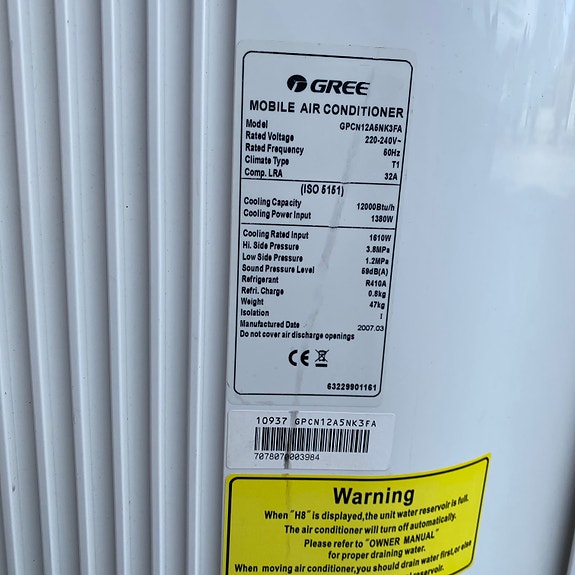 GREE
MOBILE AIR CONDITIONER
Model GPCN12A5NK3FA
Rated Voltage 220-240V~
Rated Frequency 50Hz
Climate Type T1
Comp. LRA 32A
(ISO 5151)
Cooling Capacity 12000Btu/h
Cooling Power Input 1380W
Cooling Rated Input 1610W
Hi. Side Pressure 3.8MPa
Low Side Pressure 1.2MPa
Sound Pressure Level 59dB(A)
Refrigerant R410A
Refri. Charge 0.8kg
Weight 47kg
Isolation I
Manufactured Date 2007.03
Do not cover air discharge openings
CE
63229901161
10937 GPCN12A5NK3FA
7078070003984
Warning
When "H8" is displayed,the unit water reservoir is full.
The air conditioner will turn off automatically.
Please refer to "OWNER MANUAL"
for proper draining water.
When moving air conditioner,you should drain water first,or else
reservoir.